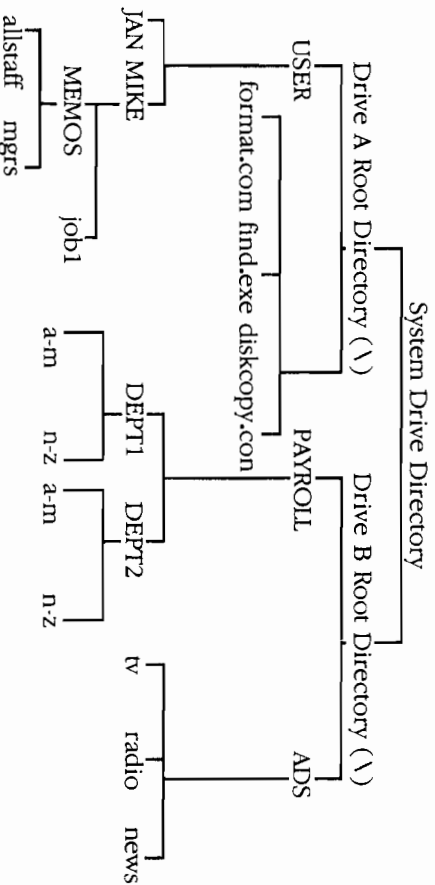 System Drive Directory
Drive A Root Directory (\) Drive B Root Directory (\)
USER PAYROLL ADS
format.com find.exe diskcopy.con
JAN MIKE DEPT1 DEPT2 tv radio news
MEMOS job1 a-m n-z a-m n-z
allstaff mgrs